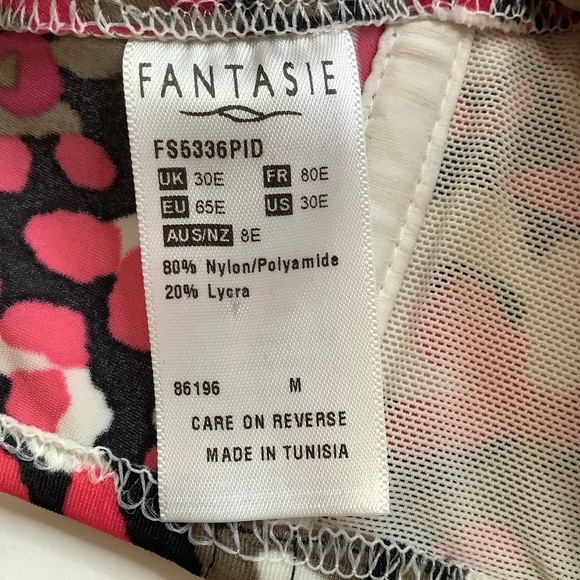 FANTASIE
FS5336PID
UK 30E FR 80E
EU 65E US 30E
AUS/NZ 8E
80% Nylon/Polyamide
20% Lycra
86196 M
CARE ON REVERSE
MADE IN TUNISIA